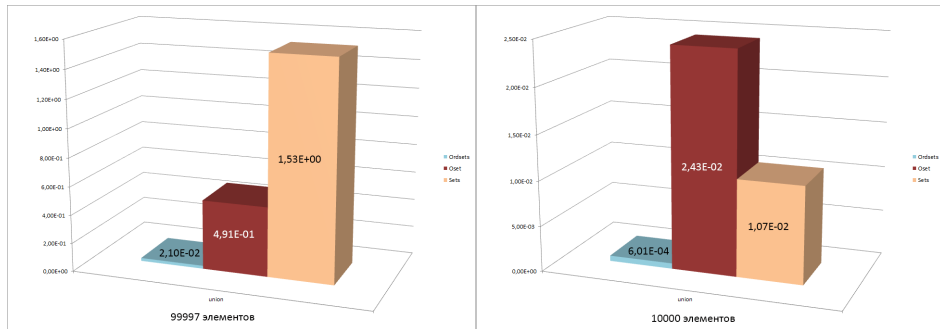 1,60E+00
1,40E+00
1,20E+00
1,00E+00
8,00E-01
6,00E-01
4,00E-01
2,00E-01
0,00E+00
2,10E-02
4,91E-01
1,53E+00
union
Ordsets
Oset
Sets
99997 элементов
2,50E-02
2,00E-02
1,50E-02
1,00E-02
5,00E-03
0,00E+00
6,01E-04
2,43E-02
1,07E-02
union
Ordsets
Oset
Sets
10000 элементов